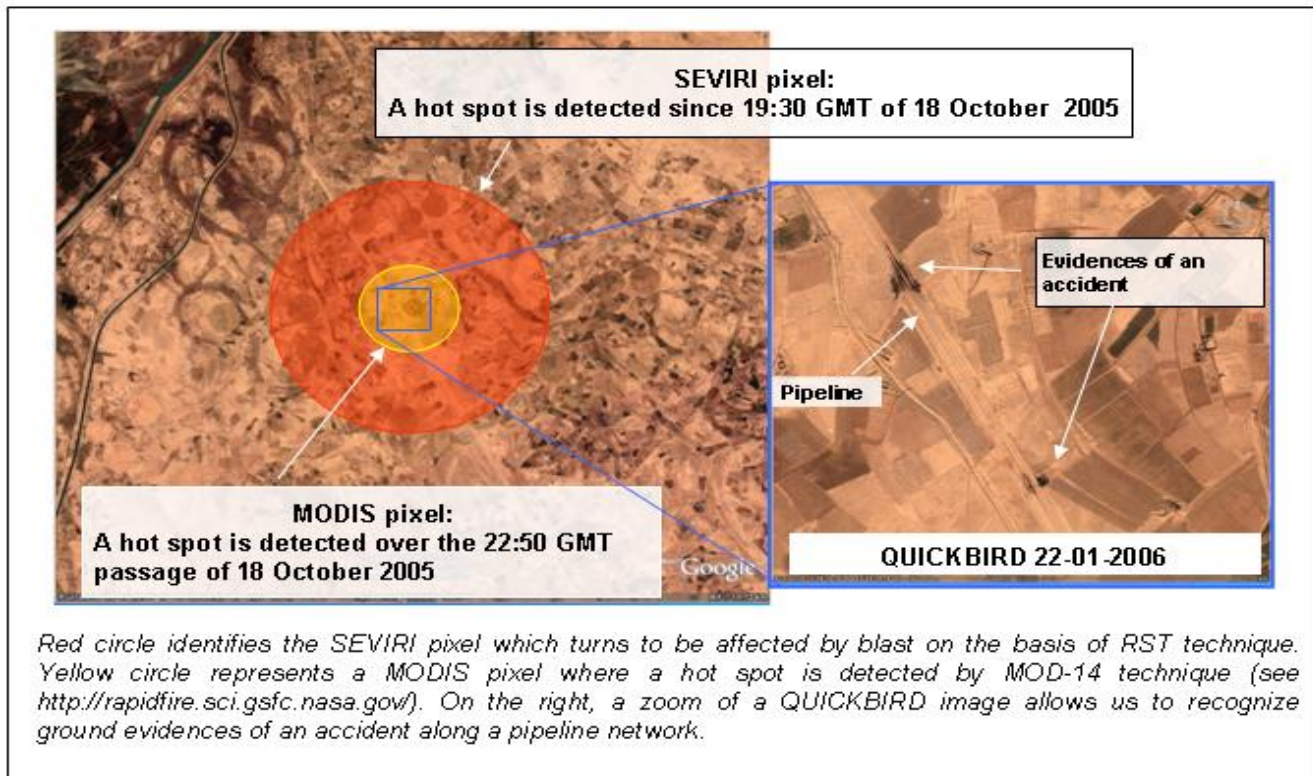 SEVIRI pixel:
A hot spot is detected since 19:30 GMT of 18 October 2005
Evidences of an
accident
Pipeline
MODIS pixel:
A hot spot is detected over the 22:50 GMT
passage of 18 October 2005
Google
QUICKBIRD 22-01-2006
Red circle identifies the SEVIRI pixel which turns to be affected by blast on the basis of RST technique.
Yellow circle represents a MODIS pixel where a hot spot is detected by MOD-14 technique (see
http://rapidfire.sci.gsfc.nasa.gov/). On the right, a zoom of a QUICKBIRD image allows us to recognize
ground evidences of an accident along a pipeline network.